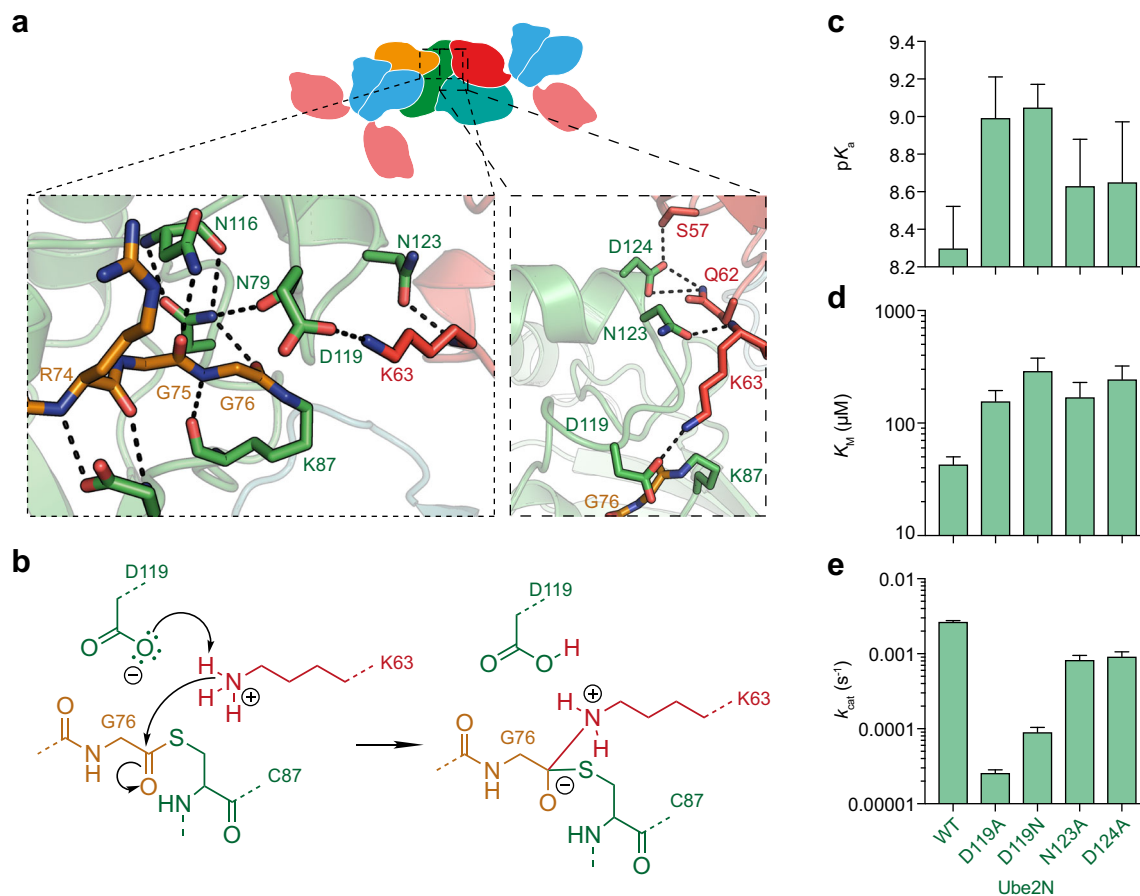 a
N116
N79
N123
D119
K63
R74
G75
G76
K87
S57
D124
Q62
N123
K63
D119
K87
G76
b
D119
O
O
H
H
N
H
K63
O
G76
S
N
H
O
C87
HN
O
D119
O
O
H
H
N
H
K63
O
G76
S
N
H
O
C87
HN
O
c
9.4
9.2
9.0
8.8
8.6
8.4
8.2
pKa
d
1000
100
10
KM (µM)
e
0.01
0.001
0.0001
0.00001
kcat (s-1)
WT
D119A
D119N
N123A
D124A
Ube2N